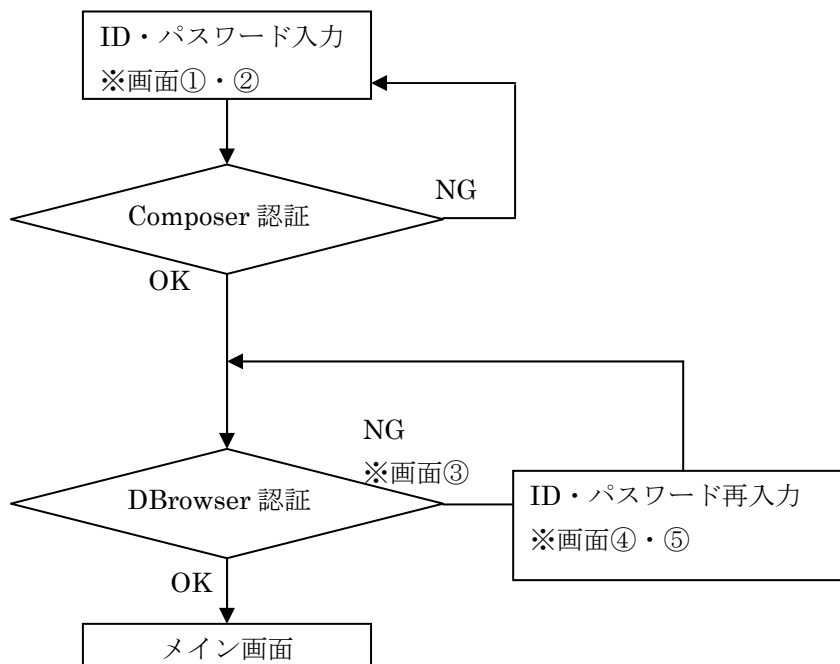 ID・パスワード入力
※画面①・②
NG
Composer 認証
OK
NG
※画面③
DBrowser 認証
ID・パスワード再入力
※画面④・⑤
OK
メイン画面